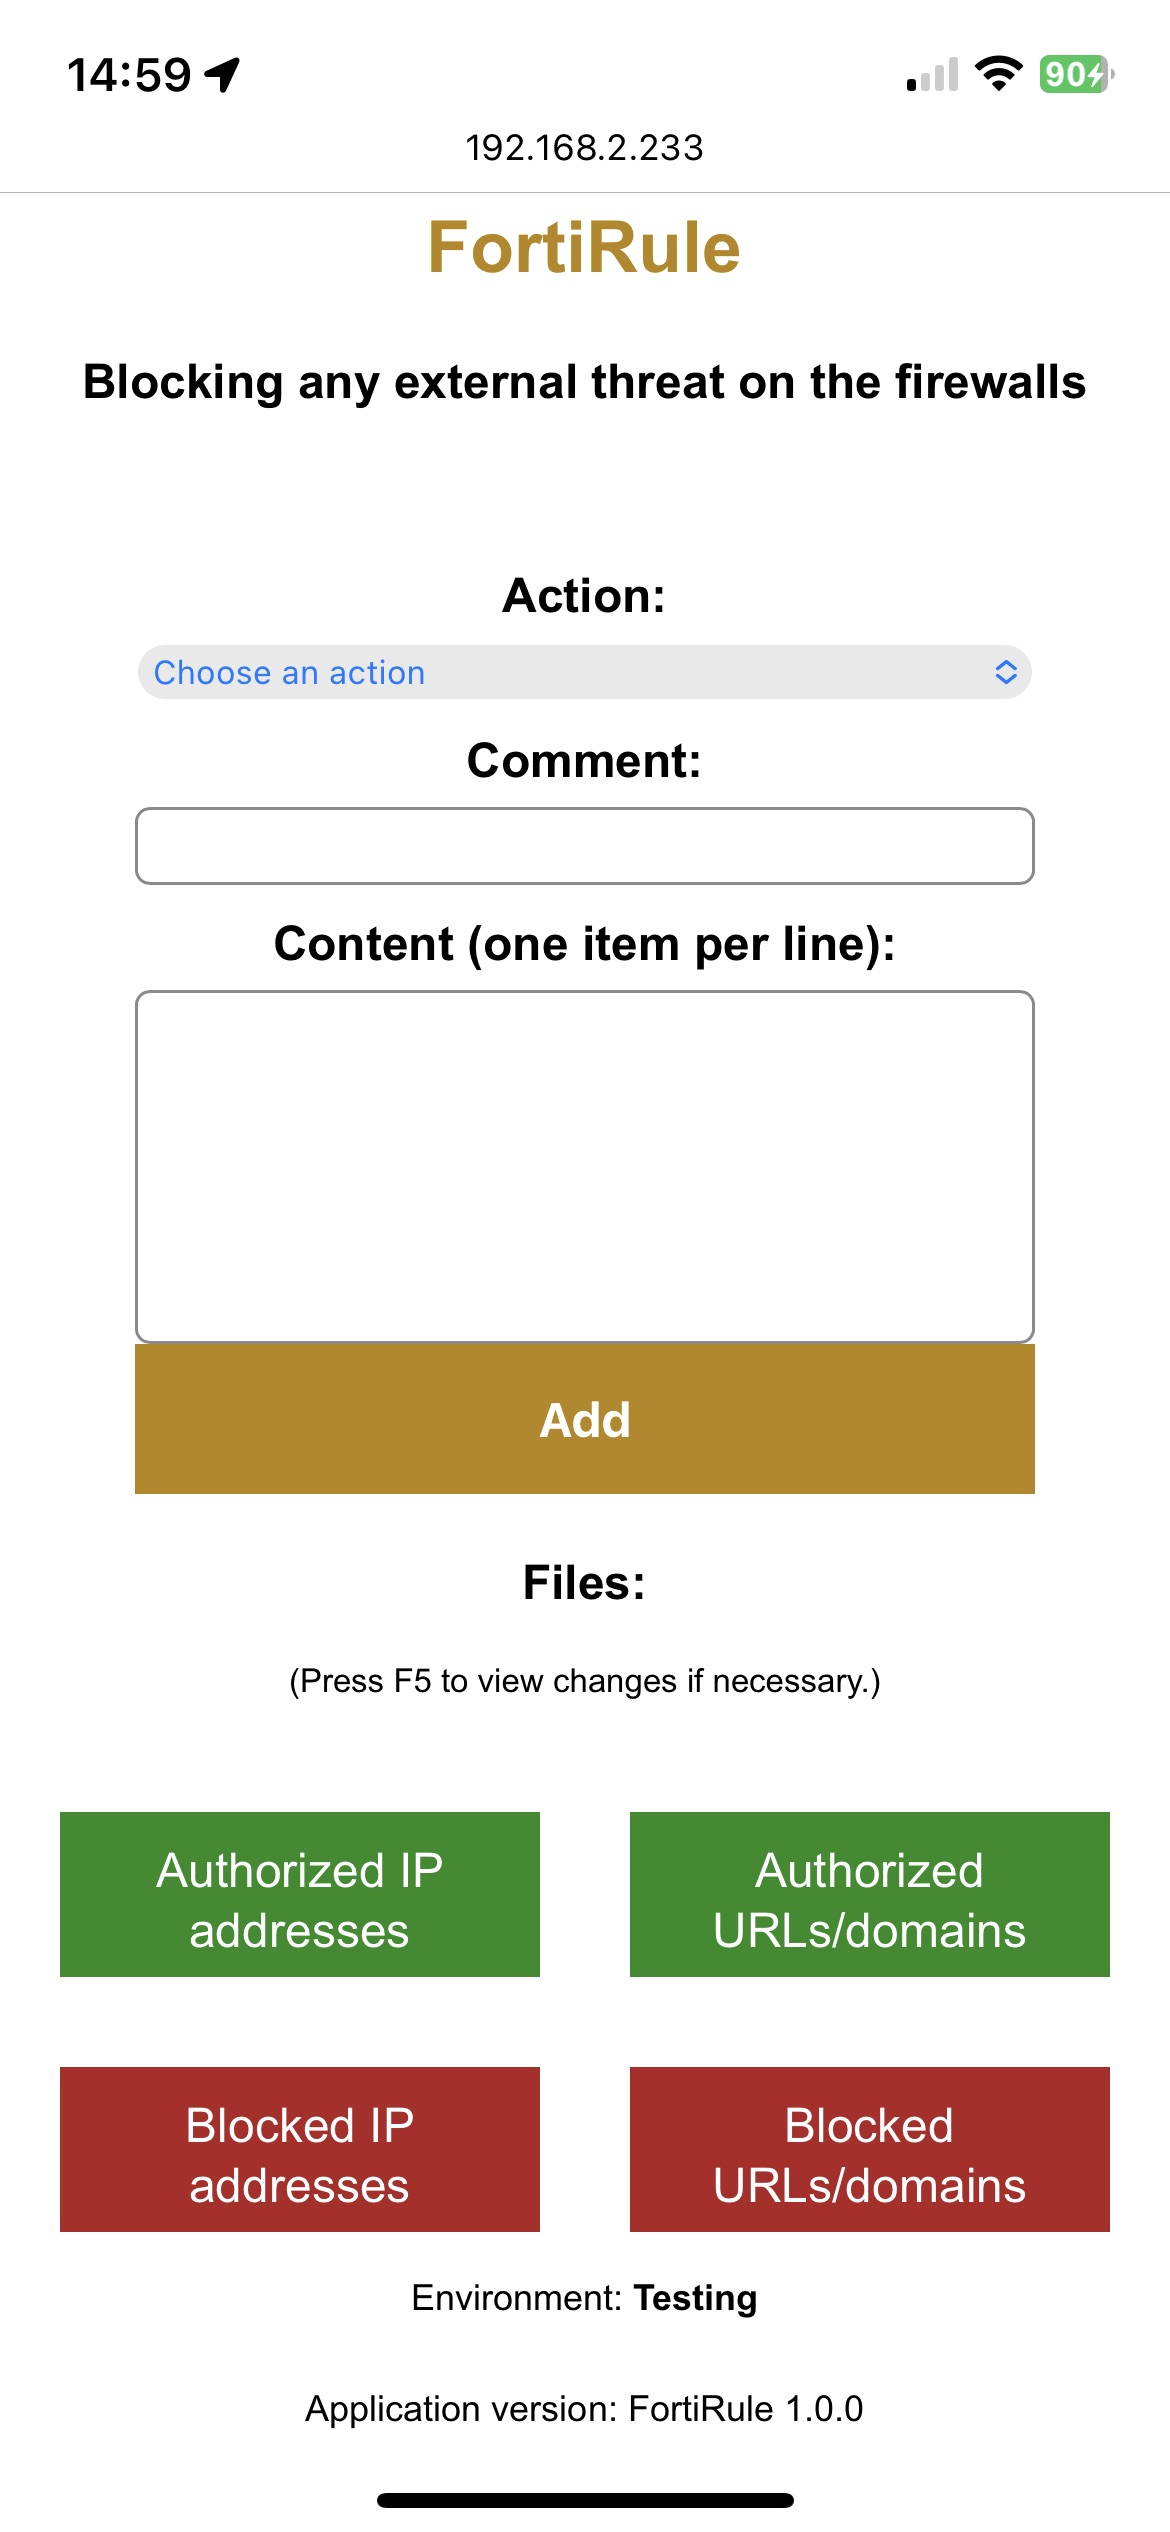 14:59
90
192.168.2.233
FortiRule
Blocking any external threat on the firewalls
Action:
Choose an action
Comment:
Content (one item per line):
Add
Files:
(Press F5 to view changes if necessary.)
Authorized IP
addresses
Authorized
URLs/domains
Blocked IP
addresses
Blocked
URLs/domains
Environment: Testing
Application version: FortiRule 1.0.0